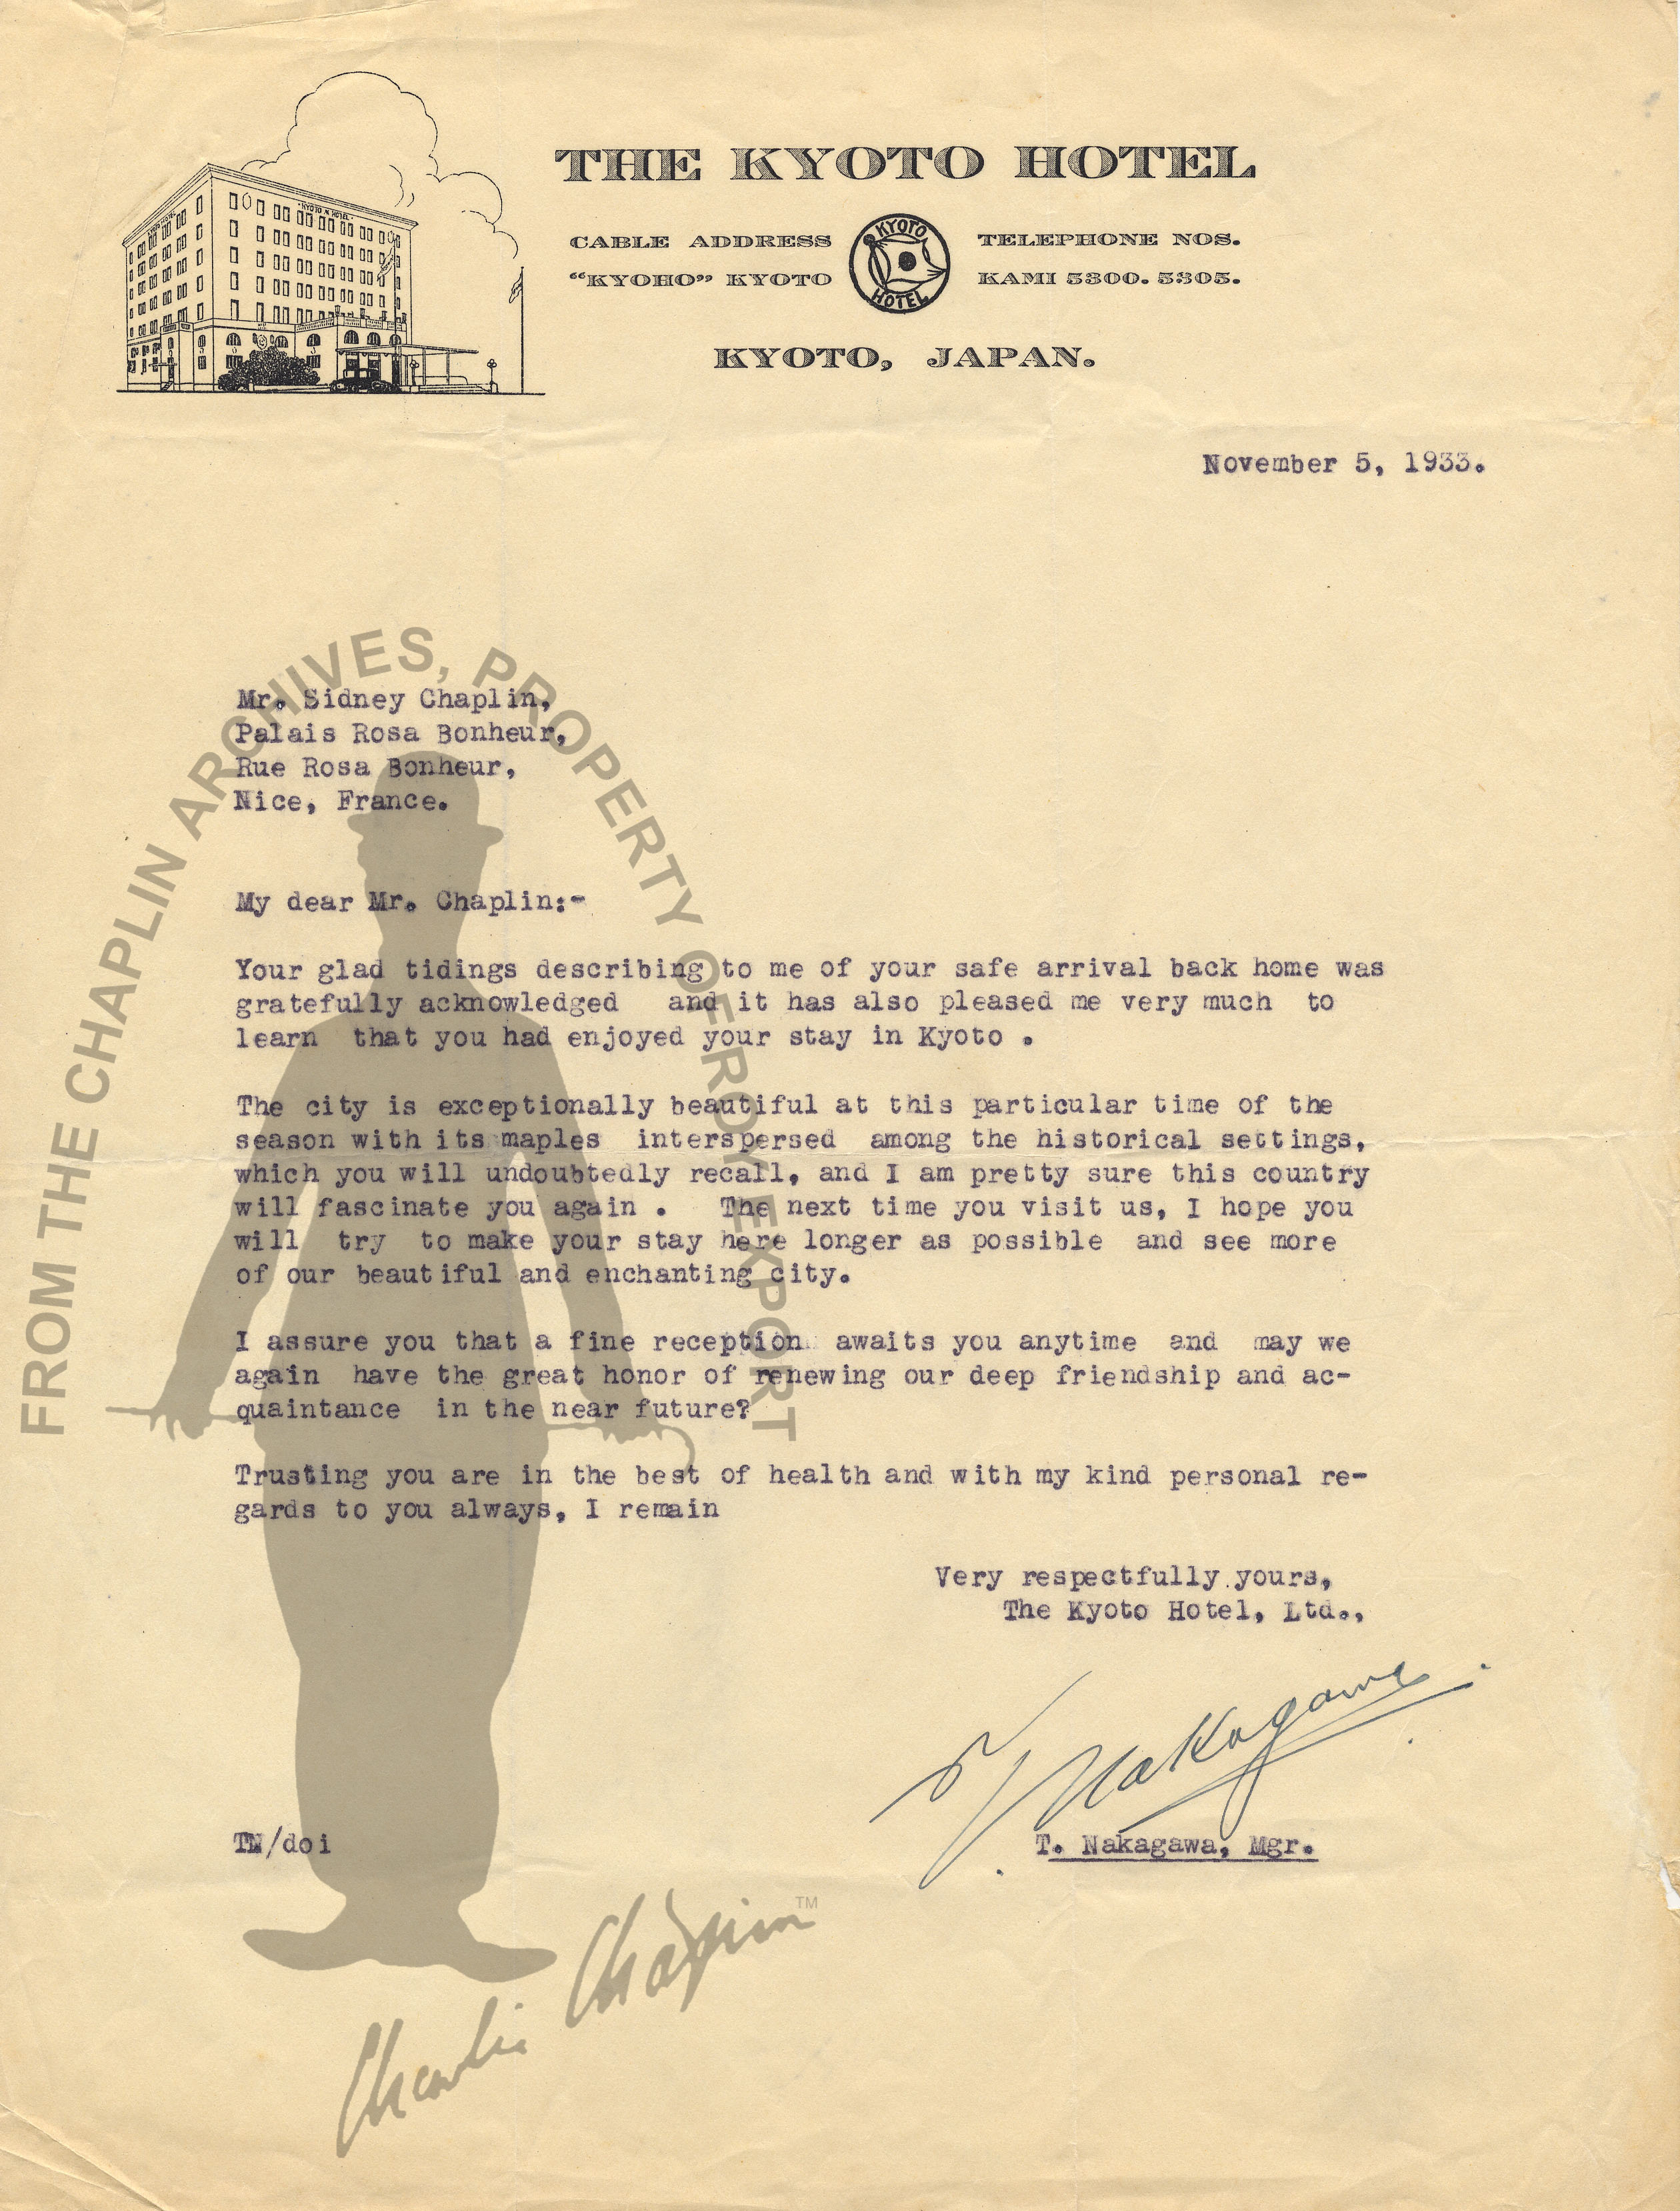 THE KYOTO HOTEL
CABLE ADDRESS
"KYOHO" KYOTO
KYOTO
HOTEL
TELEPHONE NOS.
KAMI 5300. 5305.
KYOTO, JAPAN.
KYOTO HOTEL
November 5, 1933.
FROM THE CHAPLIN ARCHIVES, PROPERTY OF ROY EXPORT
Mr. Sidney Chaplin,
Palais Rosa Bonheur,
Rue Rosa Bonheur,
Nice, France.
My dear Mr. Chaplin:-
Your glad tidings describing to me of your safe arrival back home was
gratefully acknowledged and it has also pleased me very much to
learn that you had enjoyed your stay in Kyoto .
The city is exceptionally beautiful at this particular time of the
season with its maples interspersed among the historical settings,
which you will undoubtedly recall, and I am pretty sure this country
will fascinate you again . The next time you visit us, I hope you
will try to make your stay here longer as possible and see more
of our beautiful and enchanting city.
I assure you that a fine reception awaits you anytime and may we
again have the great honor of renewing our deep friendship and ac-
quaintance in the near future?
Trusting you are in the best of health and with my kind personal re-
gards to you always, I remain
Very respectfully yours,
The Kyoto Hotel, Ltd.,
T. Nakagawa
TN/doi
T. Nakagawa, Mgr.
Charlie Chaplin™